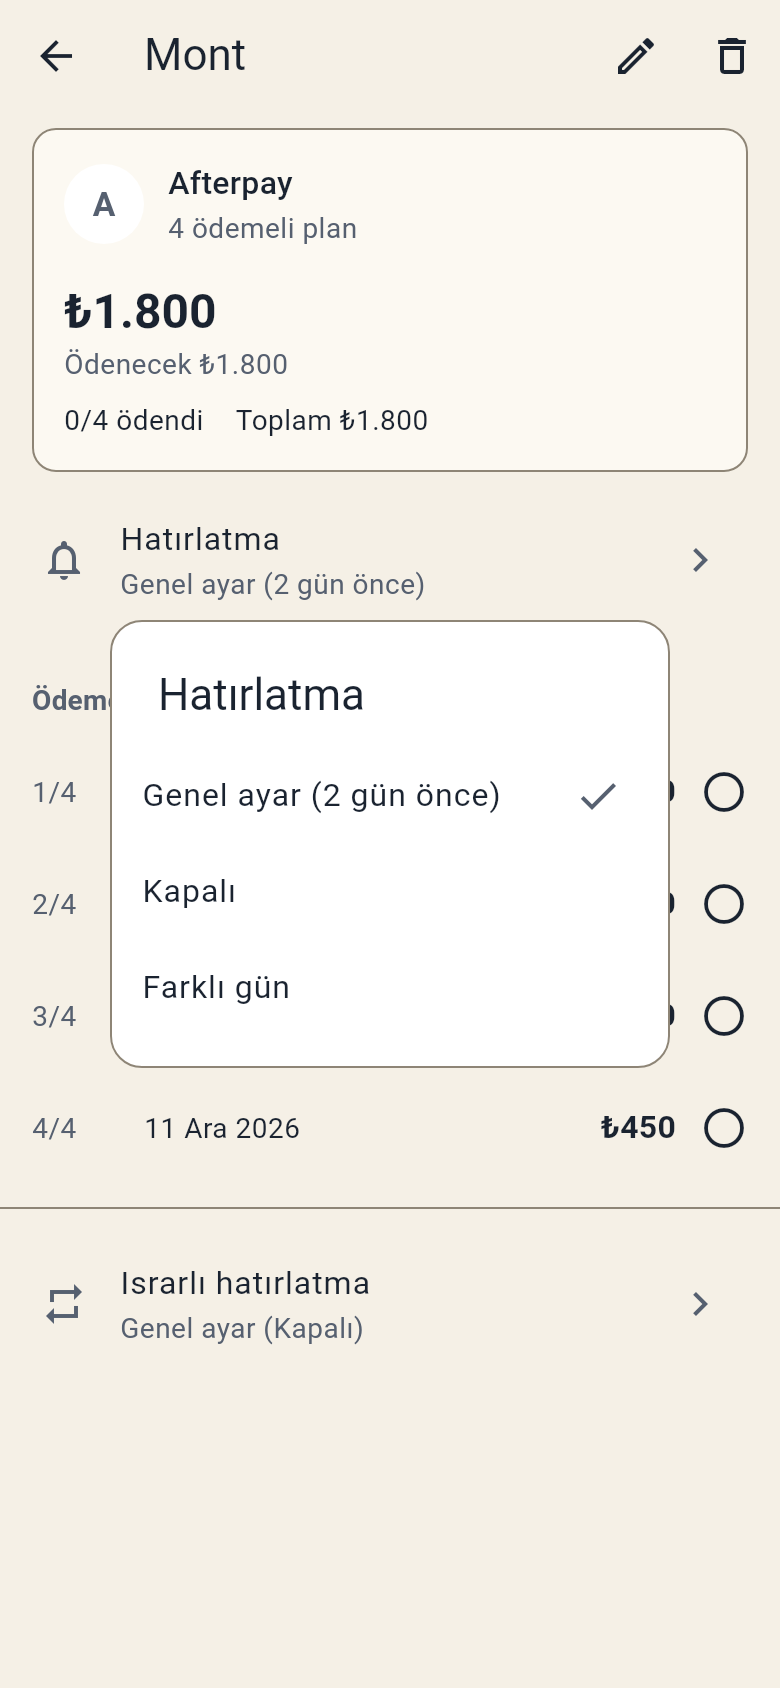 Mont
A
Afterpay
4 ödemeli plan
₺1.800
Ödenecek ₺1.800
0/4 ödendi Toplam ₺1.800
Hatırlatma
Genel ayar (2 gün önce)
Hatırlatma
Genel ayar (2 gün önce)
Kapalı
Farklı gün
1/4
2/4
3/4
4/4 11 Ara 2026 ₺450
Israrlı hatırlatma
Genel ayar (Kapalı)